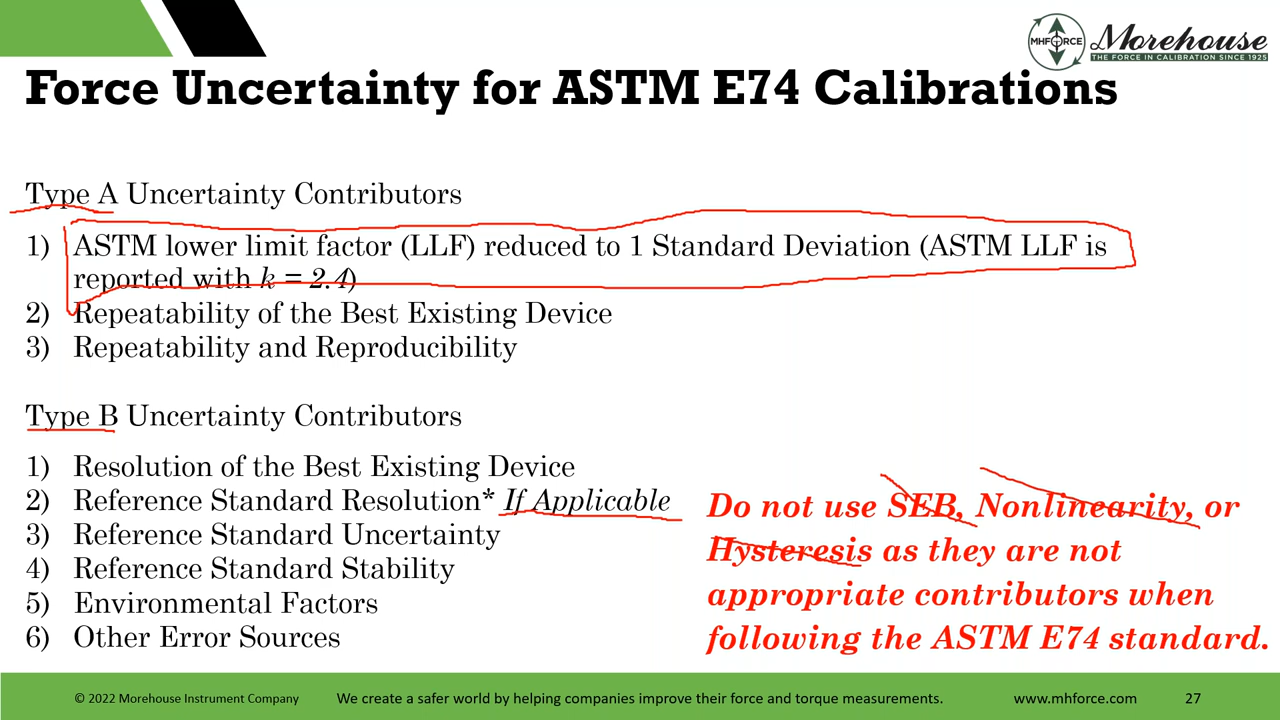 MHFORCE
Morehouse
THE FORCE IN CALIBRATION SINCE 1925
Force Uncertainty for ASTM E74 Calibrations
Type A Uncertainty Contributors
1) ASTM lower limit factor (LLF) reduced to 1 Standard Deviation (ASTM LLF is
reported with k = 2.4)
2) Repeatability of the Best Existing Device
3) Repeatability and Reproducibility
Type B Uncertainty Contributors
1) Resolution of the Best Existing Device
2) Reference Standard Resolution* If Applicable
3) Reference Standard Uncertainty
4) Reference Standard Stability
5) Environmental Factors
6) Other Error Sources
Do not use SEB, Nonlinearity, or
Hysteresis as they are not
appropriate contributors when
following the ASTM E74 standard.
© 2022 Morehouse Instrument Company We create a safer world by helping companies improve their force and torque measurements. www.mhforce.com 27